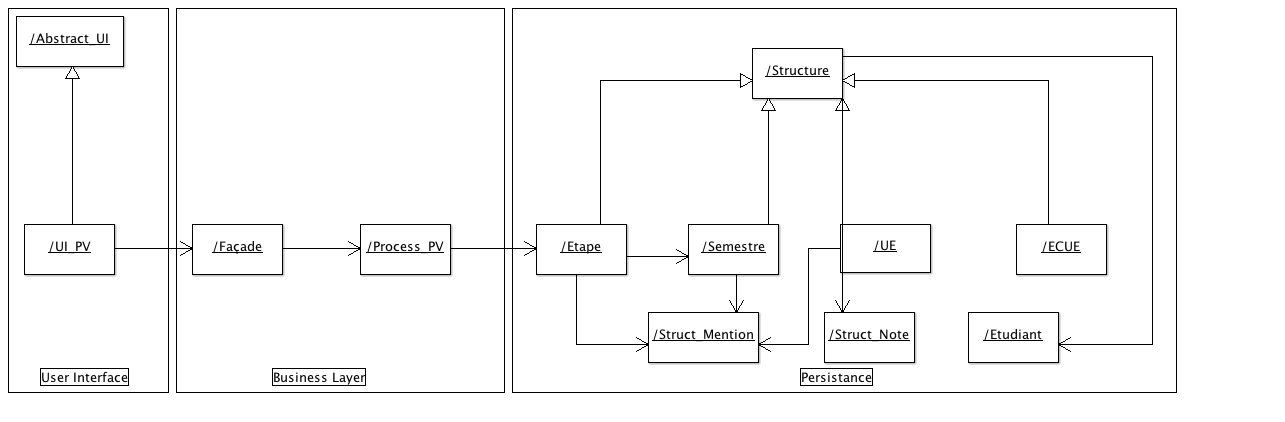 /Abstract_UI
/Structure
/UI_PV
/Façade
/Process_PV
/Etape
/Semestre
/UE
/ECUE
/Struct_Mention
/Struct_Note
/Etudiant
User Interface
Business Layer
Persistance